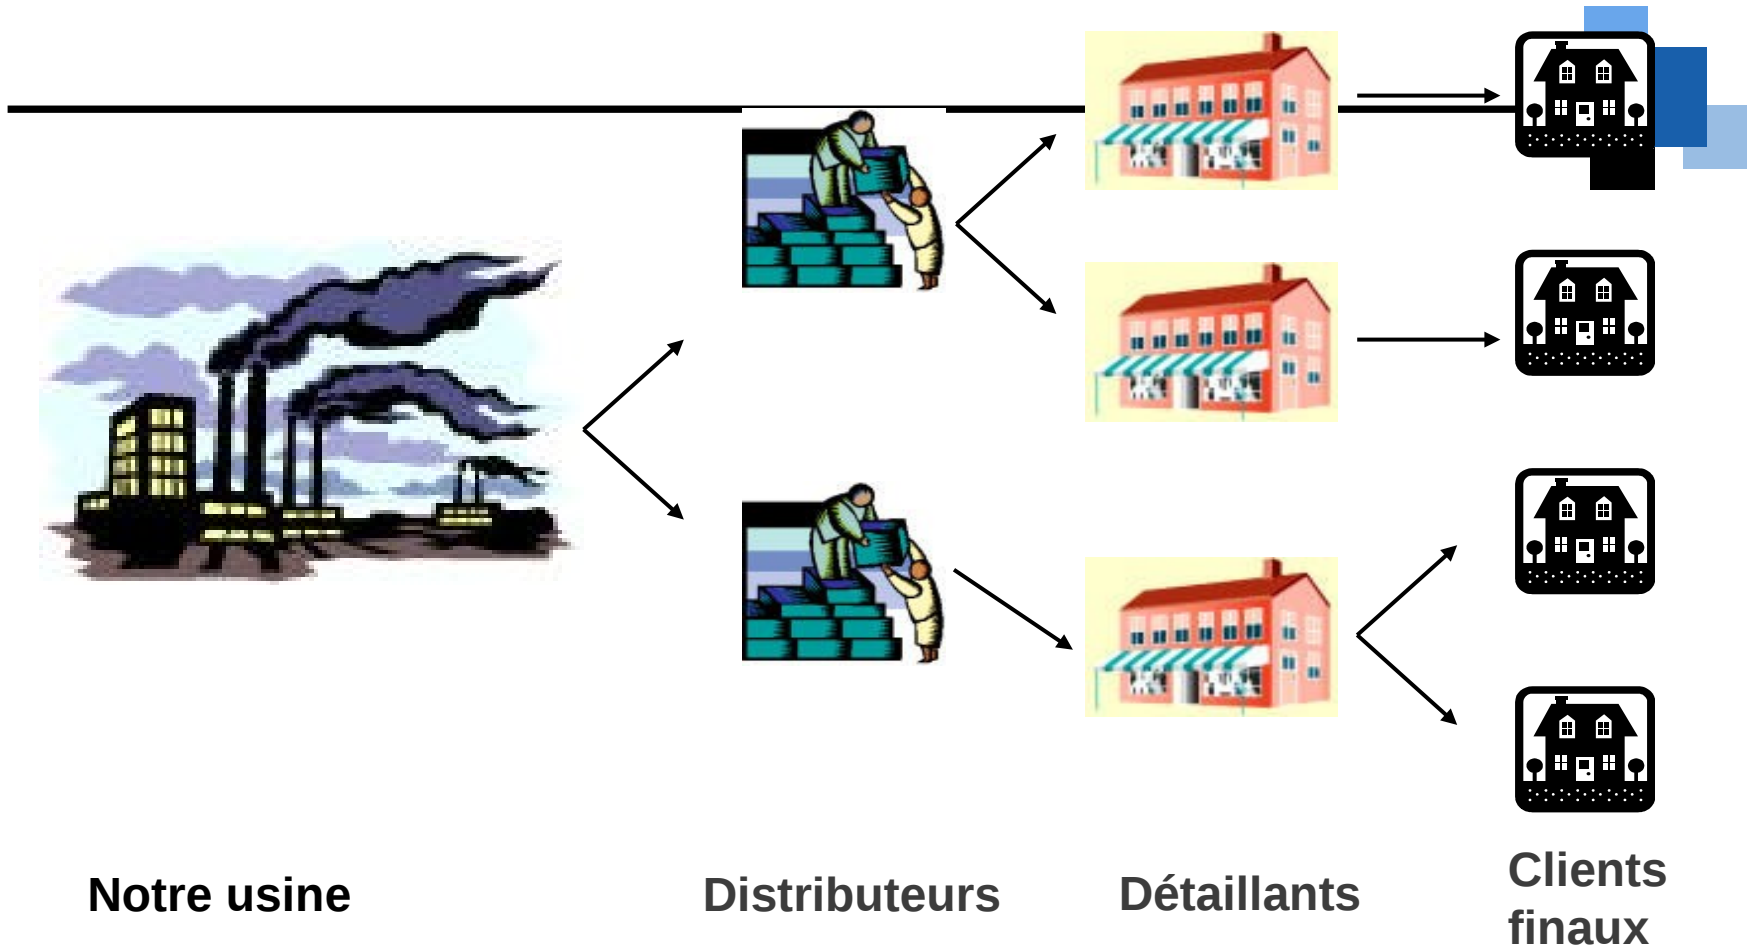 Notre usine
Distributeurs
Détaillants
Clients
finaux